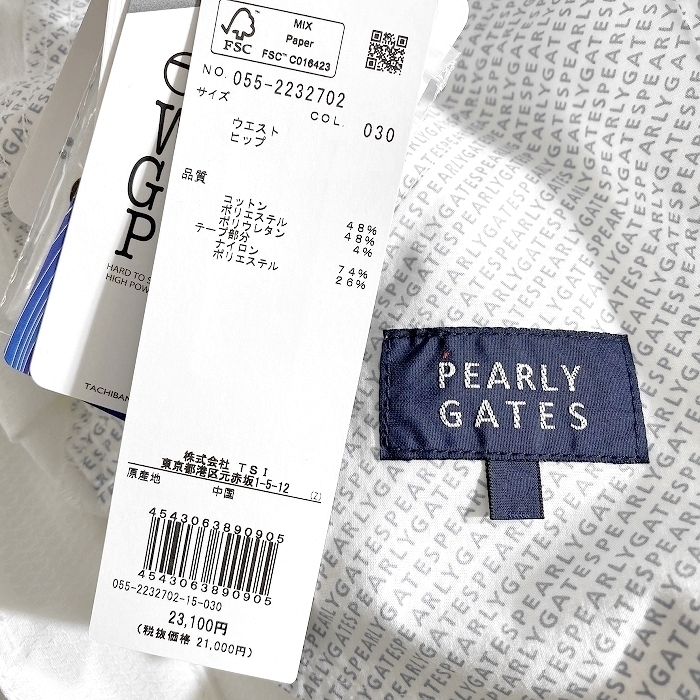 FSC
MIX
Paper
FSC™ C016423
NO. 055-2232702
サイズ
COL. 030
ウエスト
ヒップ
品質
コットン 48%
ポリエステル 48%
ポリウレタン 4%
テープ部分
ナイロン 74%
ポリエステル 26%
株式会社 TSI
東京都港区元赤坂1-5-12
原産地 中国 (Z)
4543063890905
4543063890905
055-2232702-15-030
23,100円
(税抜価格 21,000円)
V
G
P
HARD TO S
HIGH POW
TACHIBAN
PEARLY
GATES
PEARLYGATESPEARLYGATESPEARLYGATES